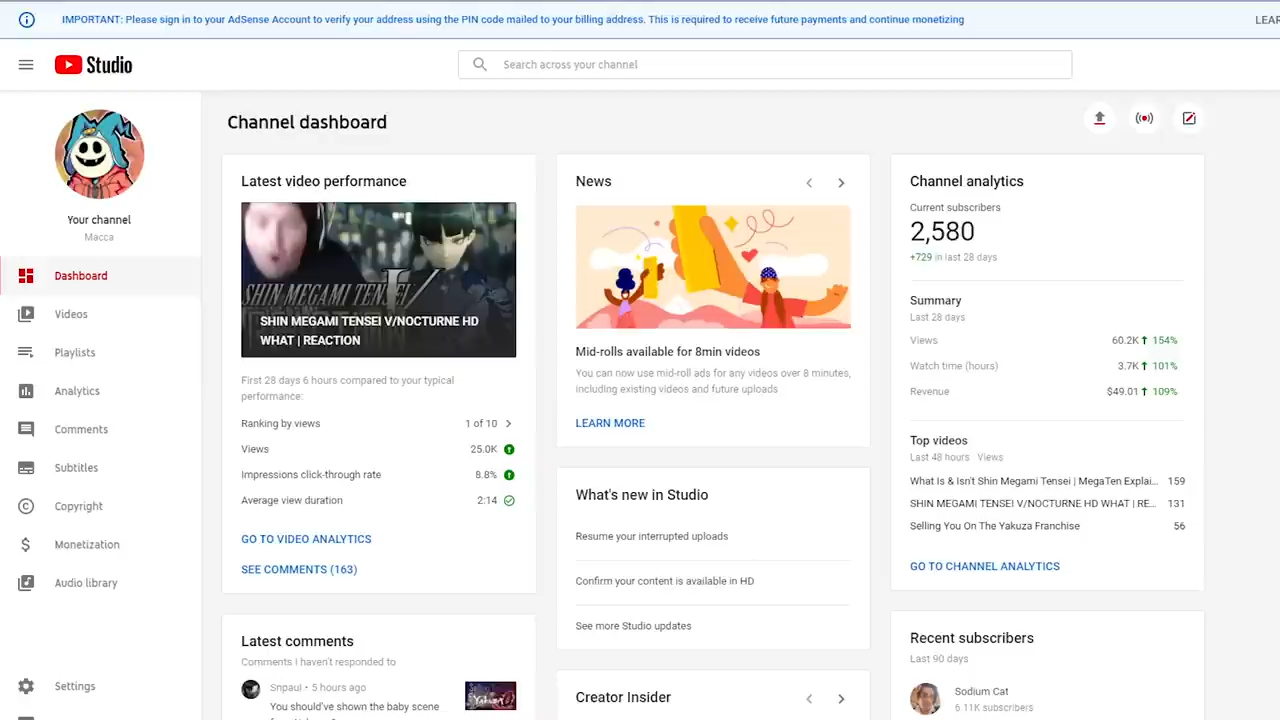 IMPORTANT: Please sign in to your AdSense Account to verify your address using the PIN code mailed to your billing address. This is required to receive future payments and continue monetizing
LEAR
Studio
Search across your channel
Channel dashboard
Your channel
Macca
Dashboard
Videos
Playlists
Analytics
Comments
Subtitles
Copyright
Monetization
Audio library
Settings
Latest video performance
SHIN MEGAMI TENSEI V
SHIN MEGAMI TENSEI V/NOCTURNE HD
WHAT | REACTION
First 28 days 6 hours compared to your typical
performance:
Ranking by views 1 of 10
Views 25.0K
Impressions click-through rate 8.8%
Average view duration 2:14
GO TO VIDEO ANALYTICS
SEE COMMENTS (163)
Latest comments
Comments I haven't responded to
Snpaul • 5 hours ago
You should've shown the baby scene
News
Mid-rolls available for 8min videos
You can now use mid-roll ads for any videos over 8 minutes,
including existing videos and future uploads
LEARN MORE
What's new in Studio
Resume your interrupted uploads
Confirm your content is available in HD
See more Studio updates
Creator Insider
Channel analytics
Current subscribers
2,580
+729 in last 28 days
Summary
Last 28 days
Views 60.2K 154%
Watch time (hours) 3.7K 101%
Revenue $49.01 109%
Top videos
Last 48 hours · Views
What Is & Isn't Shin Megami Tensei | MegaTen Explai... 159
SHIN MEGAMI TENSEI V/NOCTURNE HD WHAT | RE... 131
Selling You On The Yakuza Franchise 56
GO TO CHANNEL ANALYTICS
Recent subscribers
Last 90 days
Sodium Cat
6.11K subscribers